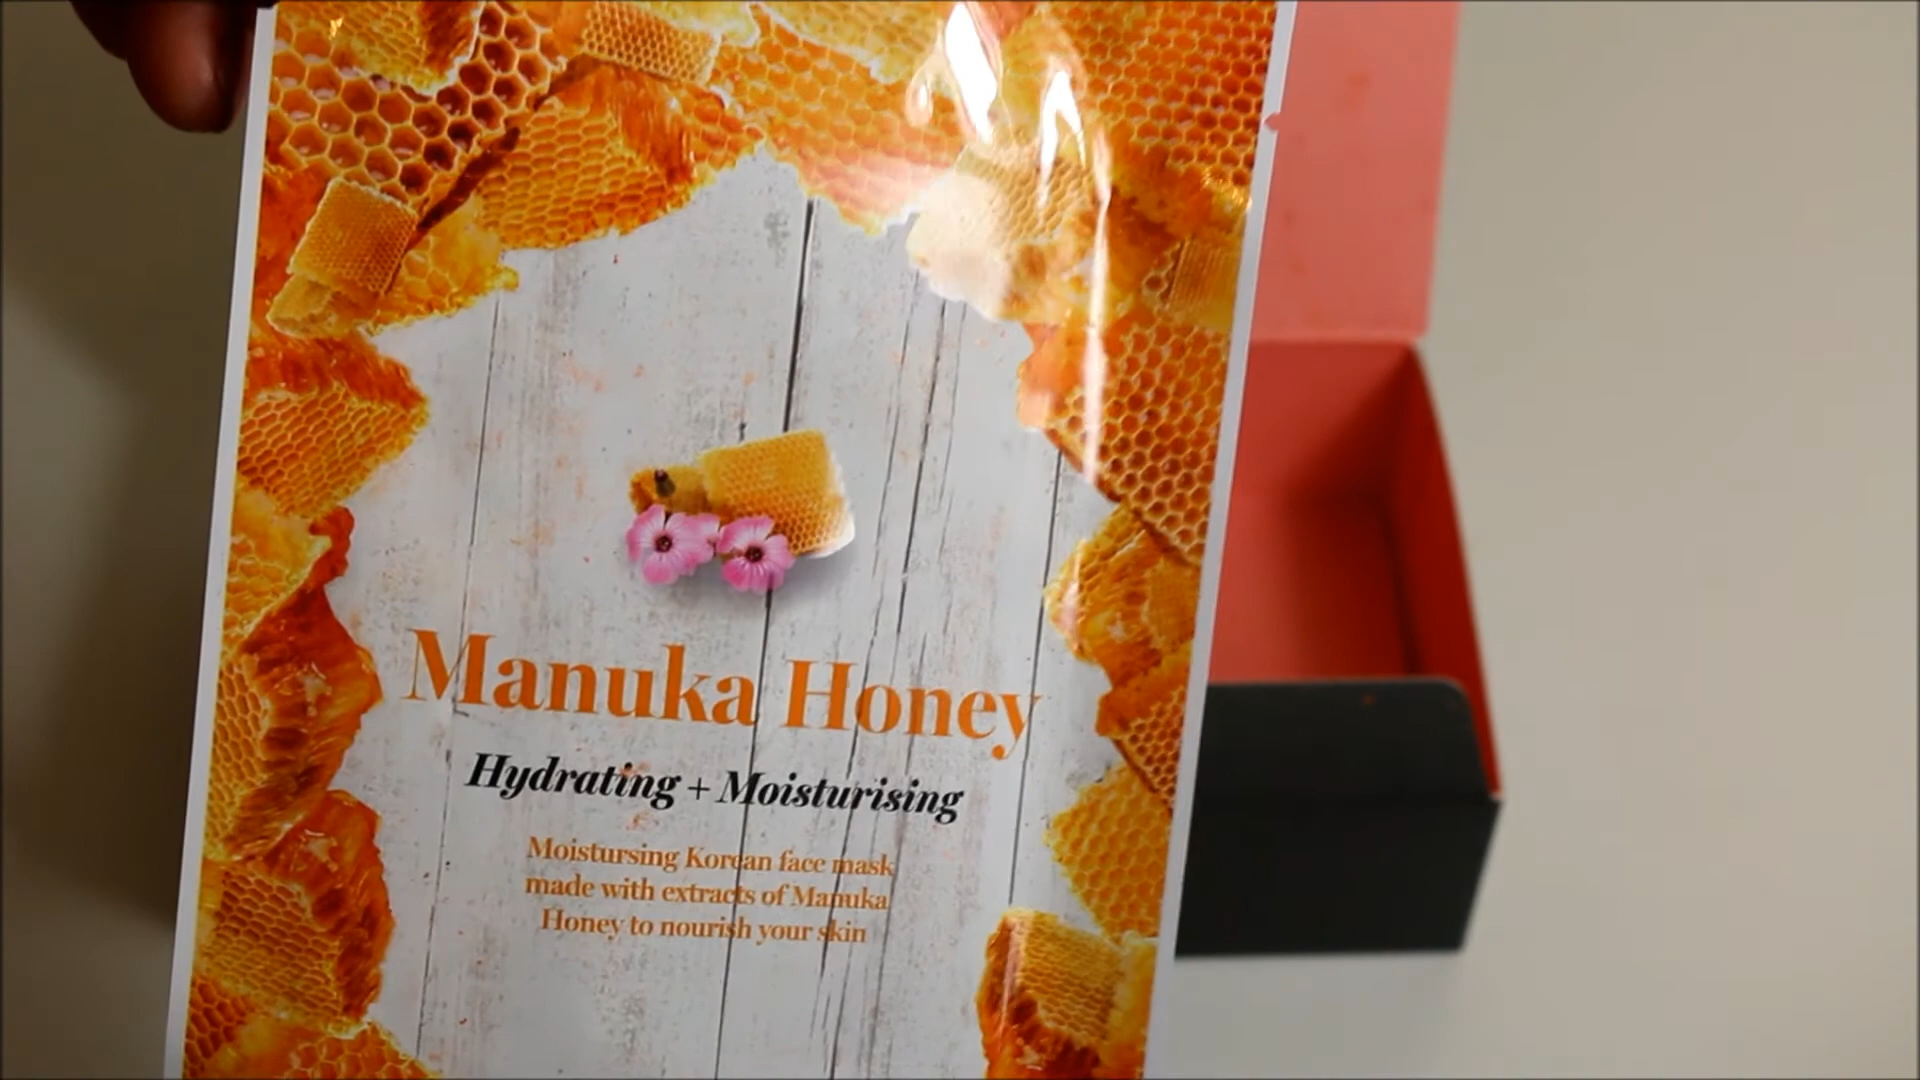 Manuka Honey
Hydrating + Moisturising
Moistursing Korean face mask
made with extracts of Manuka
Honey to nourish your skin